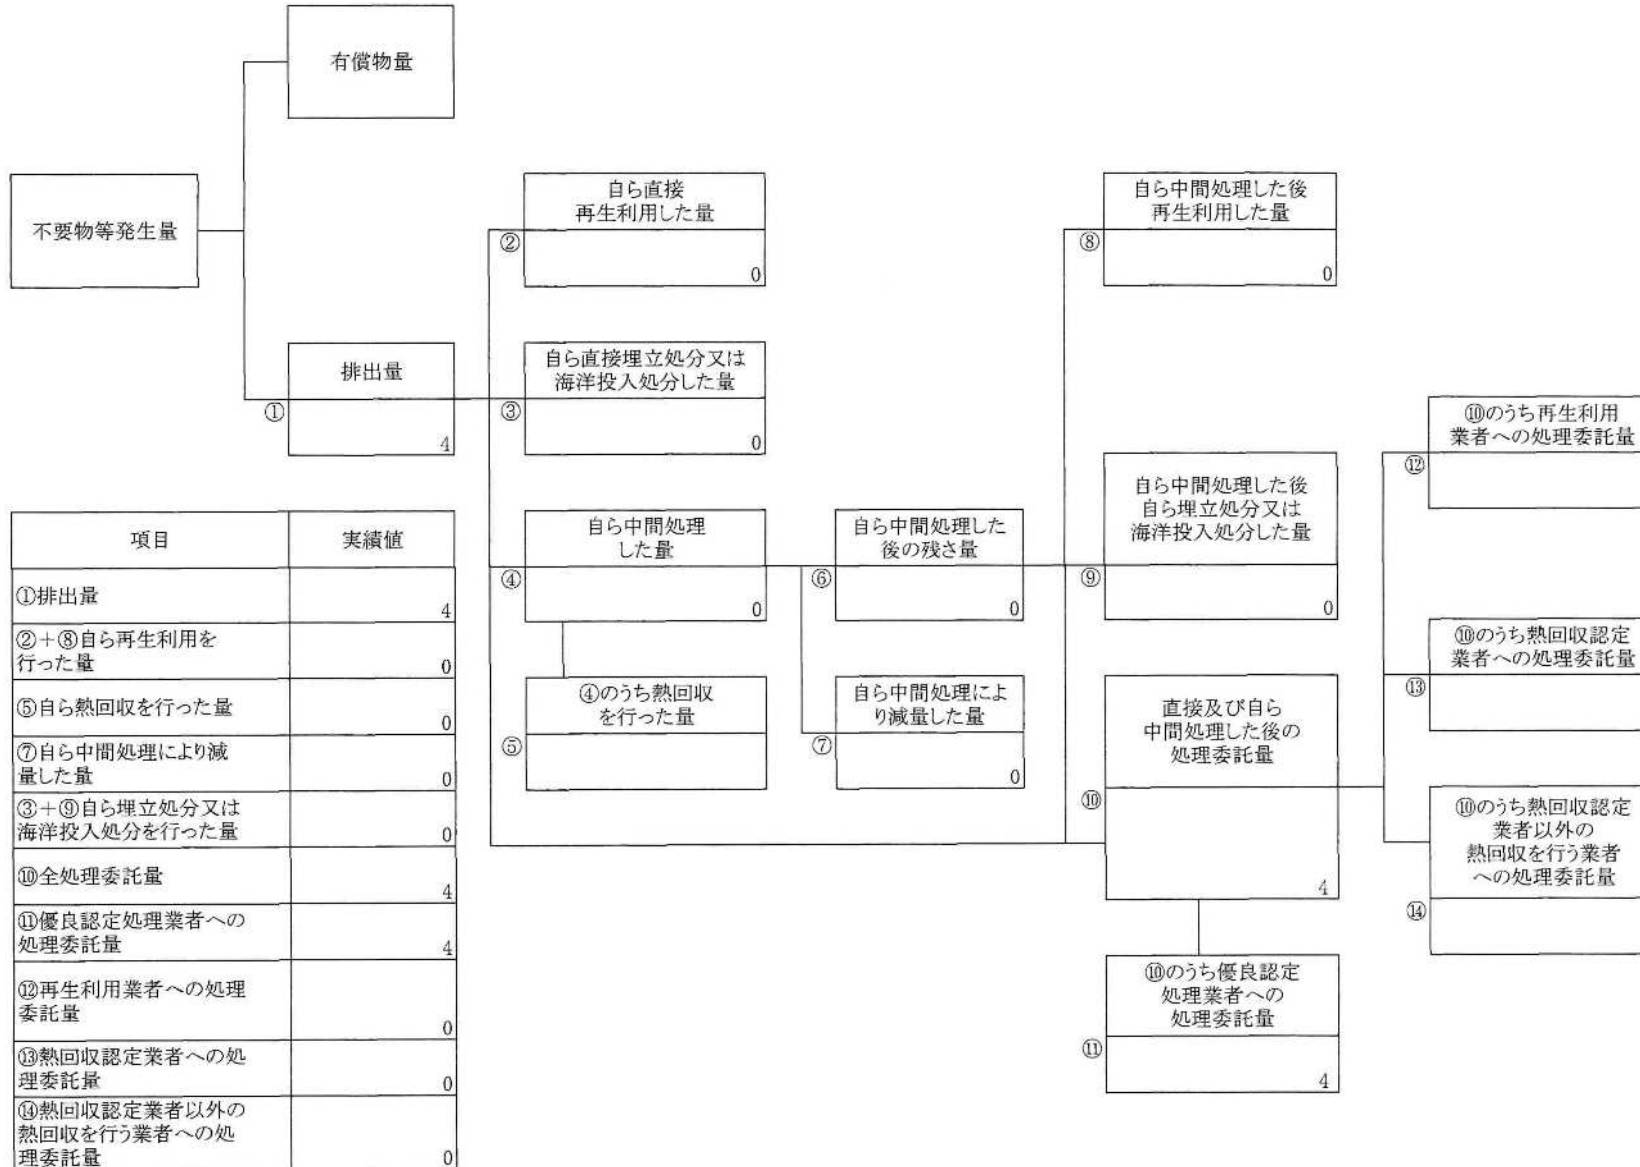 有償物量
不要物等発生量
排出量
①
4
自ら直接
再生利用した量
②
0
自ら直接埋立処分又は
海洋投入処分した量
③
0
自ら中間処理
した量
④
0
④のうち熱回収
を行った量
⑤
自ら中間処理した
後の残さ量
⑥
0
自ら中間処理によ
り減量した量
⑦
0
自ら中間処理した後
再生利用した量
⑧
0
自ら中間処理した後
自ら埋立処分又は
海洋投入処分した量
⑨
0
直接及び自ら
中間処理した後の
処理委託量
⑩
4
⑩のうち優良認定
処理業者への
処理委託量
⑪
4
⑩のうち再生利用
業者への処理委託量
⑫
⑩のうち熱回収認定
業者への処理委託量
⑬
⑩のうち熱回収認定
業者以外の
熱回収を行う業者
への処理委託量
⑭
項目 実績値
①排出量 4
②+⑧自ら再生利用を
行った量 0
⑤自ら熱回収を行った量 0
⑦自ら中間処理により減
量した量 0
③+⑨自ら埋立処分又は
海洋投入処分を行った量 0
⑩全処理委託量 4
⑪優良認定処理業者への
処理委託量 4
⑫再生利用業者への処理
委託量 0
⑬熱回収認定業者への処
理委託量 0
⑭熱回収認定業者以外の
熱回収を行う業者への処
理委託量 0